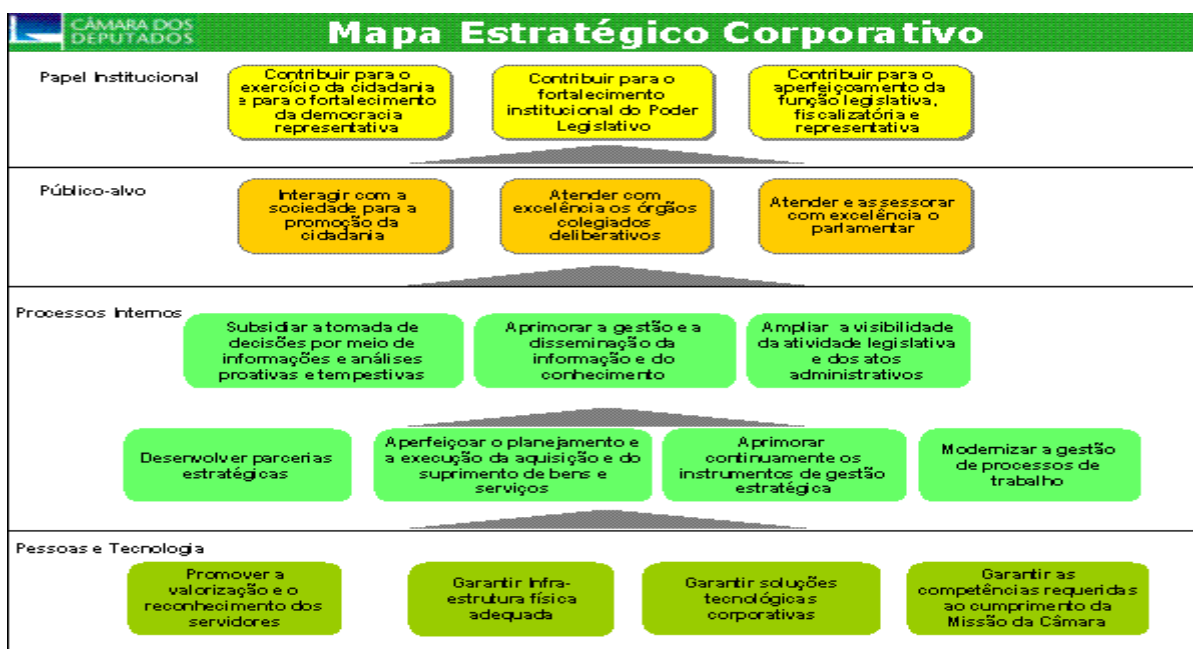 CÂMARA DOS
DEPUTADOS
Mapa Estratégico Corporativo
Papel Institucional
Contribuir para o
exercício da cidadania
e para o fortalecimento
da democracia
representativa
Contribuir para o
fortalecimento
institucional do Poder
Legislativo
Contribuir para o
aperfeiçoamento da
função legislativa,
fiscalizatória e
representativa
Público-alvo
Interagir com a
sociedade para a
promoção da
cidadania
Atender com
excelência os órgãos
colegiados
deliberativos
Atender e assessorar
com excelência o
parlamentar
Processos Internos
Subsidiar a tomada de
decisões por meio de
informações e análises
proativas e tempestivas
Aprimorar a gestão e a
disseminação da
informação e do
conhecimento
Ampliar a visibilidade
da atividade legislativa
e dos atos
administrativos
Desenvolver parcerias
estratégicas
Aperfeiçoar o planejamento e
a execução da aquisição e do
suprimento de bens e
serviços
Aprimorar
continuamente os
instrumentos de gestão
estratégica
Modernizar a gestão
de processos de
trabalho
Pessoas e Tecnologia
Promover a
valorização e o
reconhecimento dos
servidores
Garantir Infra-
estrutura física
adequada
Garantir soluções
tecnológicas
corporativas
Garantir as
competências requeridas
ao cumprimento da
Missão da Câmara